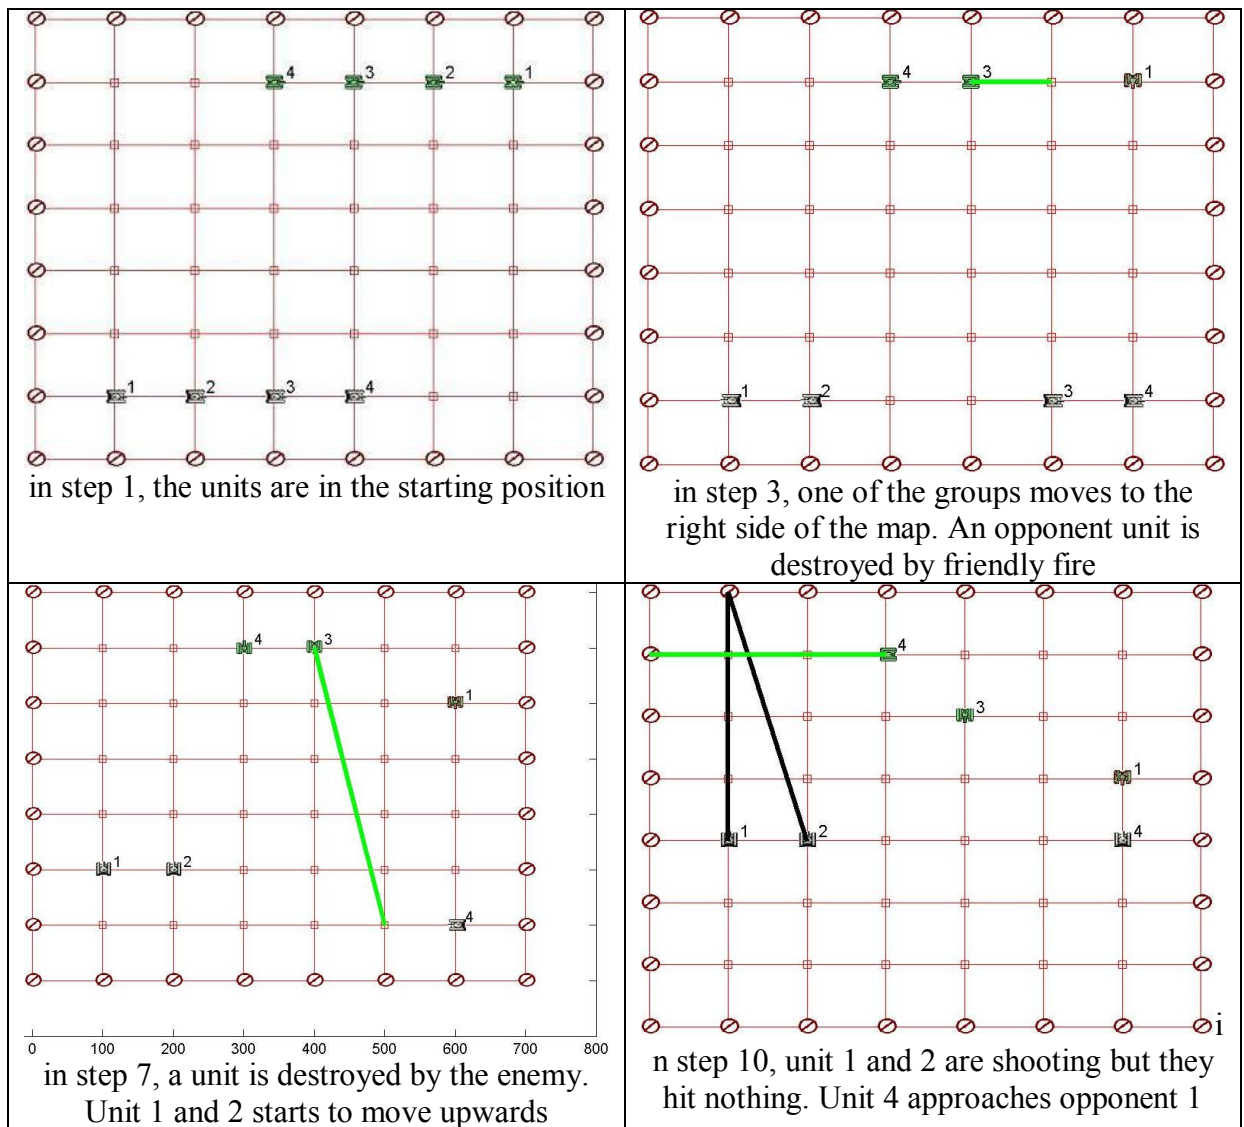 4 3 2 1
1 2 3 4
in step 1, the units are in the starting position
4 3 1
1 2 3 4
in step 3, one of the groups moves to the
right side of the map. An opponent unit is
destroyed by friendly fire
4 3
1
1 2
4
0 100 200 300 400 500 600 700 800
in step 7, a unit is destroyed by the enemy.
Unit 1 and 2 starts to move upwards
4
3
1
1 2 4
i
n step 10, unit 1 and 2 are shooting but they
hit nothing. Unit 4 approaches opponent 1